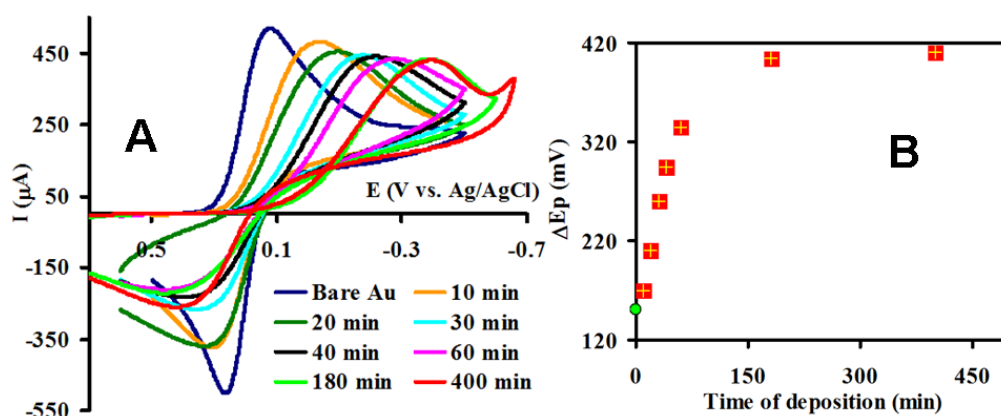 A
I (µA)
450
250
50
-150
-350
-550
E (V vs. Ag/AgCl)
0.5 0.1 -0.3 -0.7
Bare Au 10 min
20 min 30 min
40 min 60 min
180 min 400 min
B
ΔEp (mV)
420
320
220
120
0 150 300 450
Time of deposition (min)